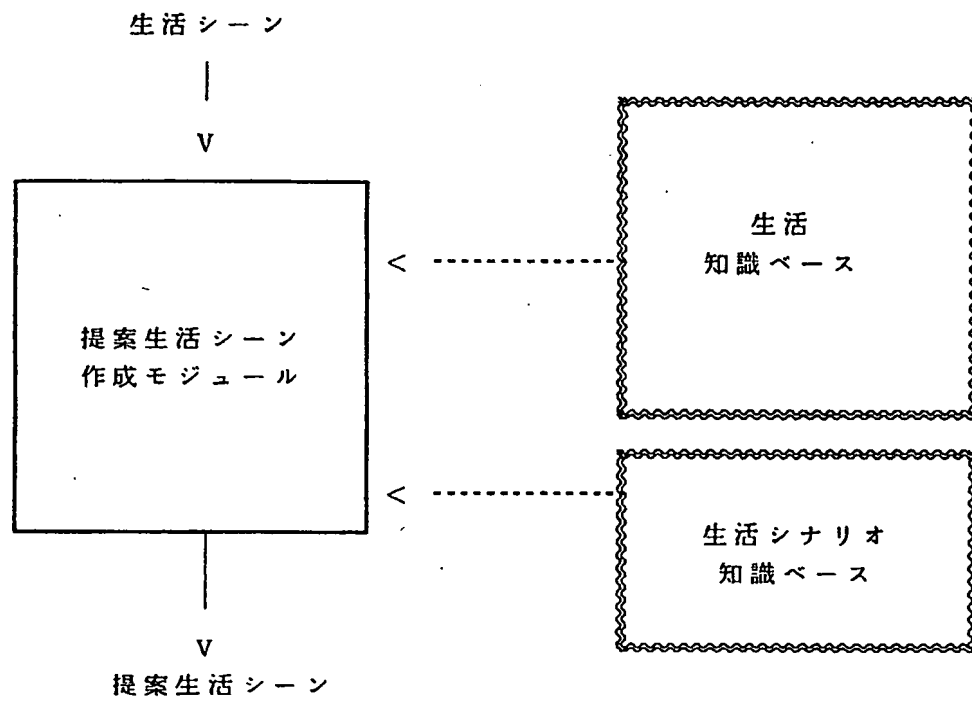 生活シーン
V
生活
知識ベース
<
提案生活シーン
作成モジュール
<
生活シナリオ
知識ベース
V
提案生活シーン